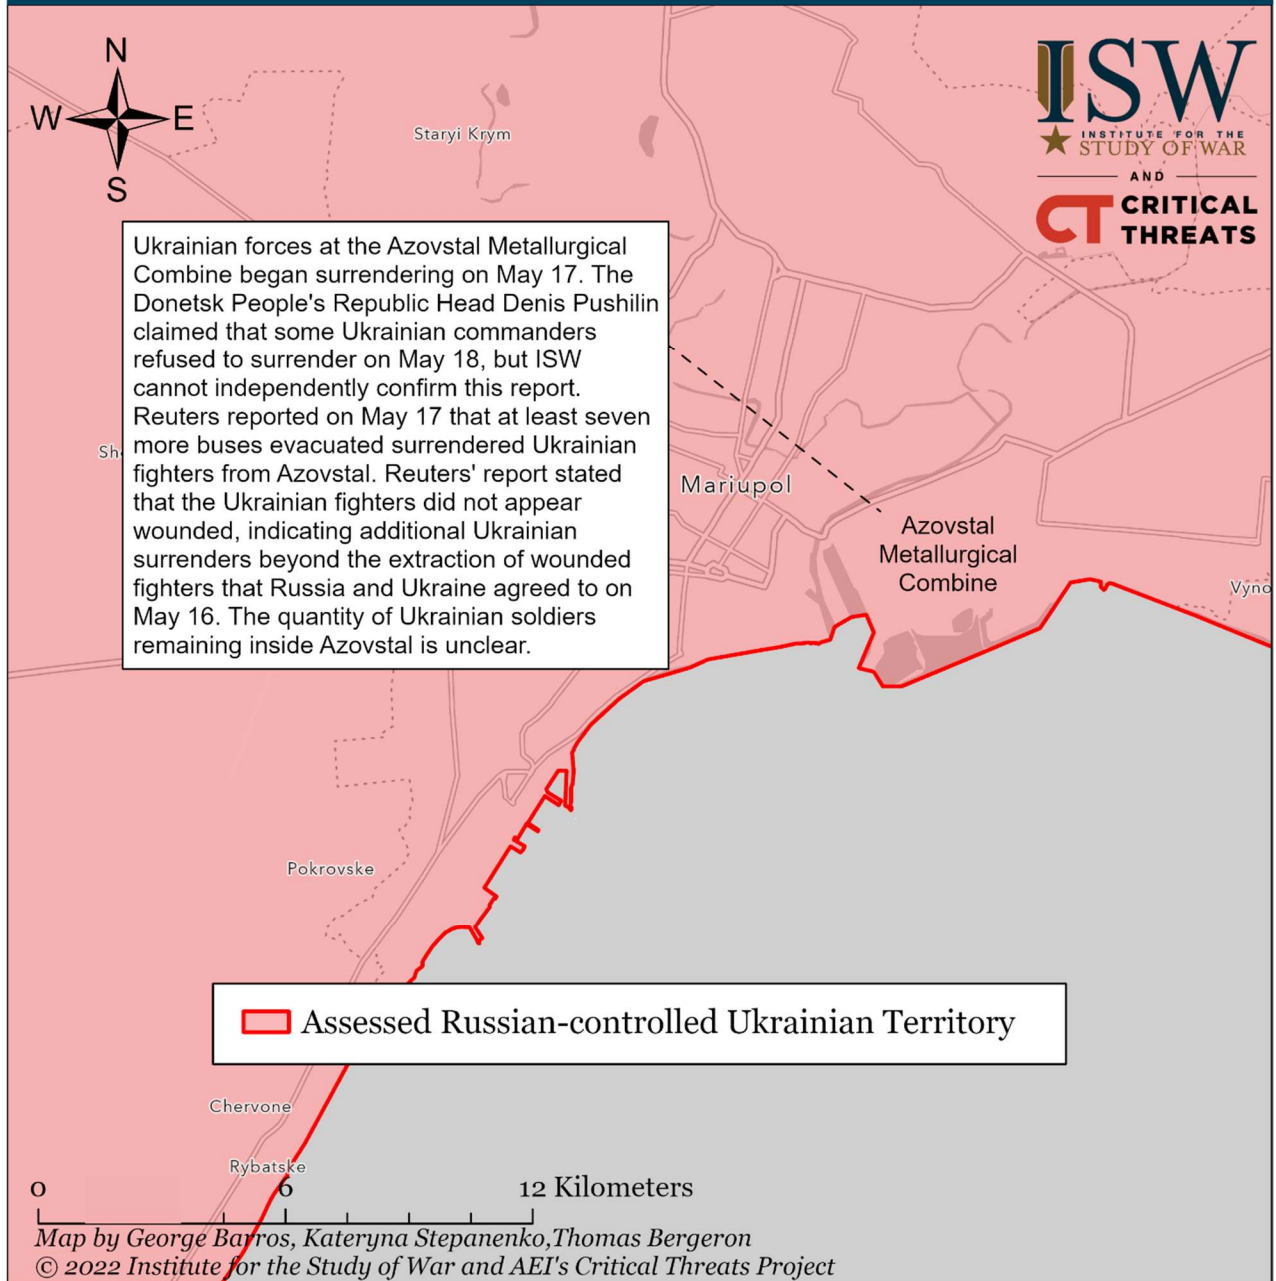 N
W E
S
ISW
INSTITUTE FOR THE
STUDY OF WAR
AND
CT CRITICAL
THREATS
Staryi Krym
Ukrainian forces at the Azovstal Metallurgical
Combine began surrendering on May 17. The
Donetsk People's Republic Head Denis Pushilin
claimed that some Ukrainian commanders
refused to surrender on May 18, but ISW
cannot independently confirm this report.
Reuters reported on May 17 that at least seven
more buses evacuated surrendered Ukrainian
fighters from Azovstal. Reuters' report stated
that the Ukrainian fighters did not appear
wounded, indicating additional Ukrainian
surrenders beyond the extraction of wounded
fighters that Russia and Ukraine agreed to on
May 16. The quantity of Ukrainian soldiers
remaining inside Azovstal is unclear.
Mariupol
Azovstal
Metallurgical
Combine
Pokrovske
Assessed Russian-controlled Ukrainian Territory
Chervone
Rybatske
0 6 12 Kilometers
Map by George Barros, Kateryna Stepanenko,Thomas Bergeron
© 2022 Institute for the Study of War and AEI's Critical Threats Project